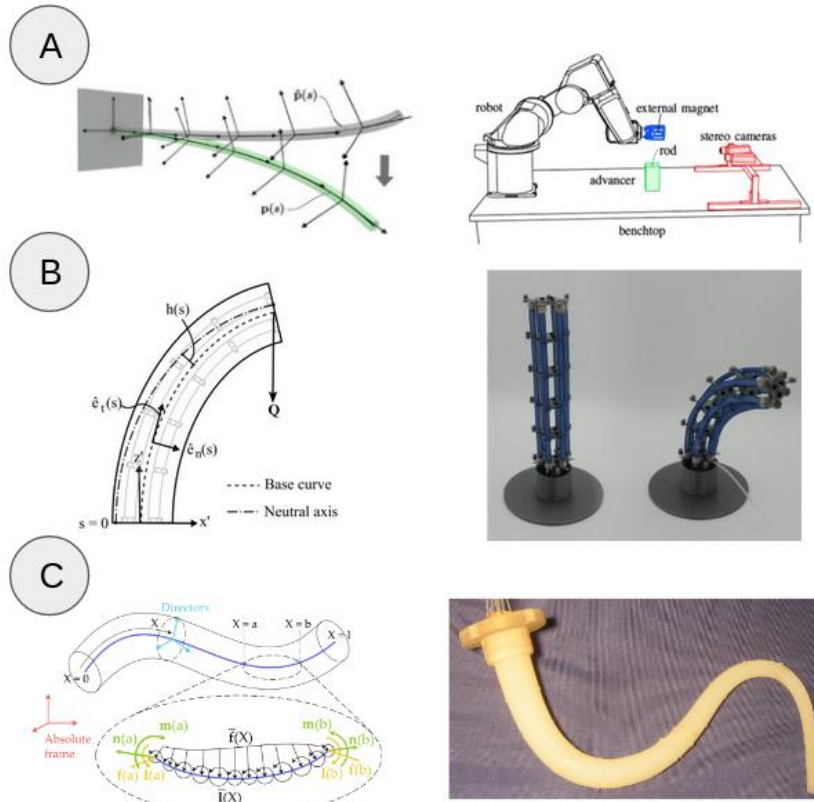 A
p̂(s)
p(s)
robot
external magnet
stereo cameras
rod
advancer
benchtop
B
h(s)
ê_t(s)
Q
ê_n(s)
z'
Base curve
Neutral axis
s = 0
x'
C
Directors
X
X = a
X = b
X = 1
X = 0
Absolute
frame
m(a)
n(a)
f(a)
l(a)
f̅(X)
m(b)
n(b)
l(b)
f(b)
l̅(X)